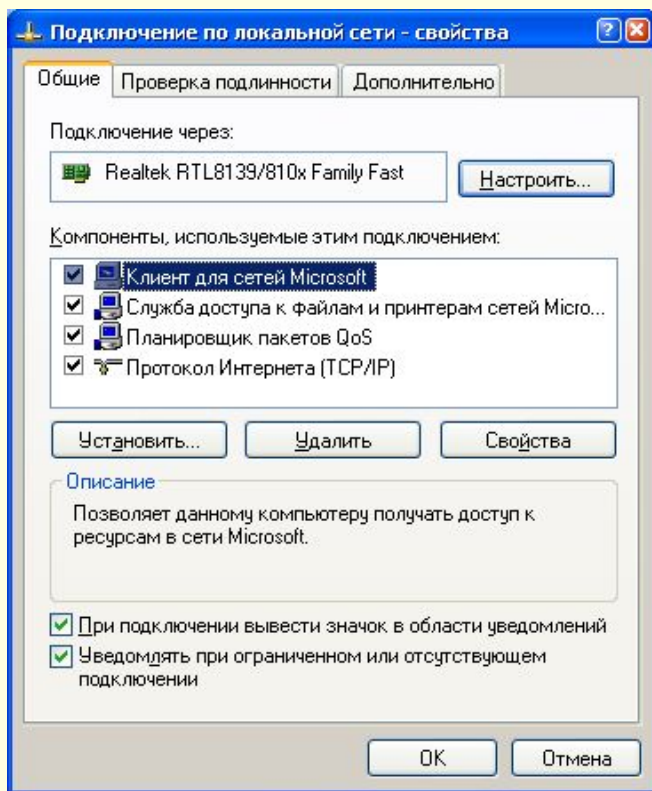 Подключение по локальной сети - свойства
Общие Проверка подлинности Дополнительно
Подключение через:
Realtek RTL8139/810x Family Fast Настроить...
Компоненты, используемые этим подключением:
Клиент для сетей Microsoft
Служба доступа к файлам и принтерам сетей Micro...
Планировщик пакетов QoS
Протокол Интернета (TCP/IP)
Установить... Удалить Свойства
Описание
Позволяет данному компьютеру получать доступ к
ресурсам в сети Microsoft.
При подключении вывести значок в области уведомлений
Уведомлять при ограниченном или отсутствующем
подключении
OK Отмена